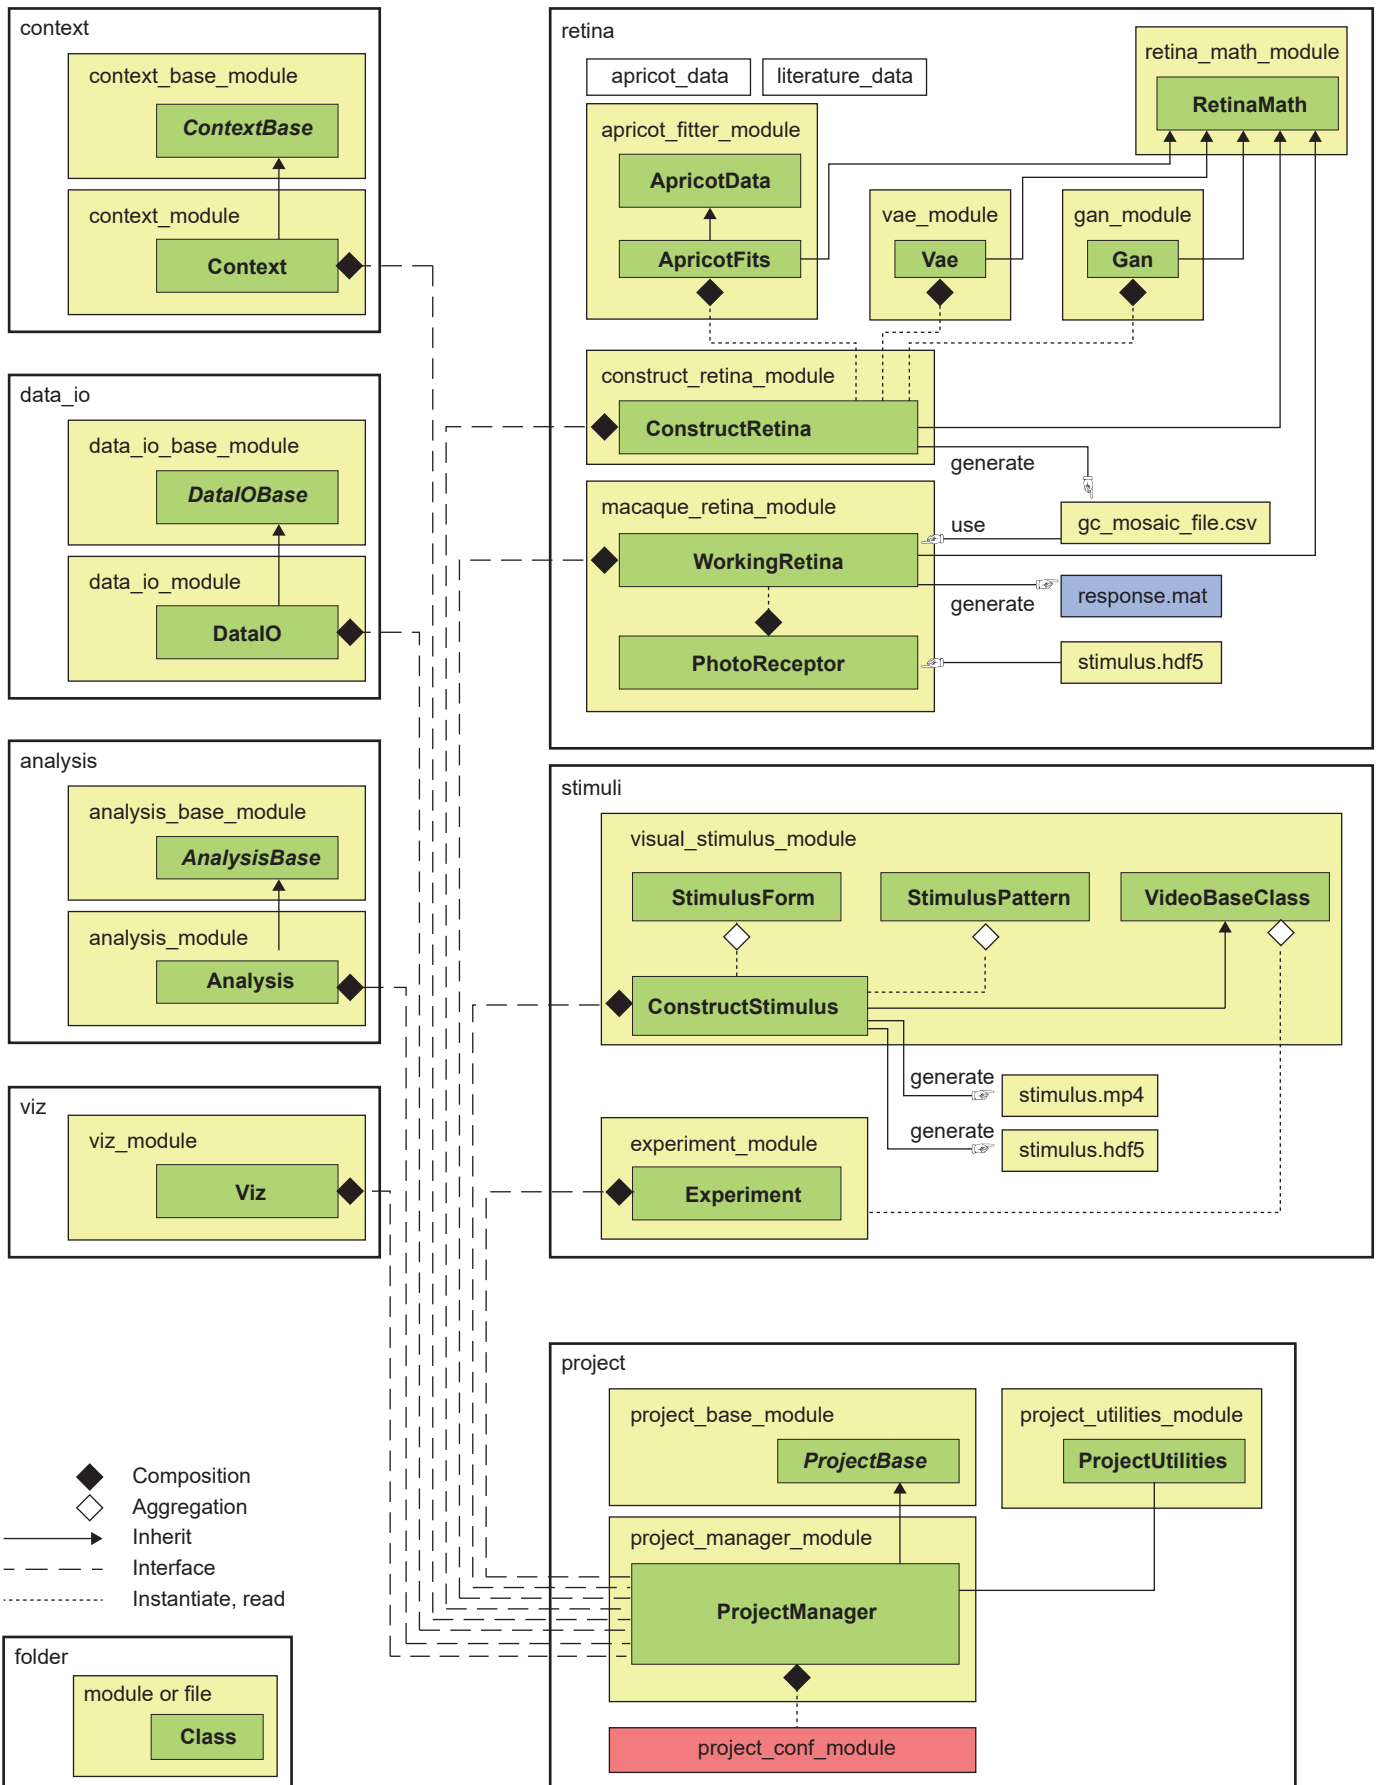 context
context_base_module
ContextBase
context_module
Context
data_io
data_io_base_module
DataIOBase
data_io_module
DataIO
analysis
analysis_base_module
AnalysisBase
analysis_module
Analysis
viz
viz_module
Viz
retina
apricot_data
literature_data
retina_math_module
RetinaMath
apricot_fitter_module
ApricotData
ApricotFits
vae_module
Vae
gan_module
Gan
construct_retina_module
ConstructRetina
generate
gc_mosaic_file.csv
macaque_retina_module
use
WorkingRetina
generate
response.mat
PhotoReceptor
stimulus.hdf5
stimuli
visual_stimulus_module
StimulusForm
StimulusPattern
VideoBaseClass
ConstructStimulus
generate
stimulus.mp4
generate
stimulus.hdf5
experiment_module
Experiment
project
project_base_module
ProjectBase
project_utilities_module
ProjectUtilities
project_manager_module
ProjectManager
project_conf_module
Composition
Aggregation
Inherit
Interface
Instantiate, read
folder
module or file
Class